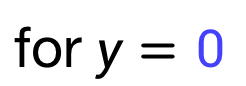 for y = 0